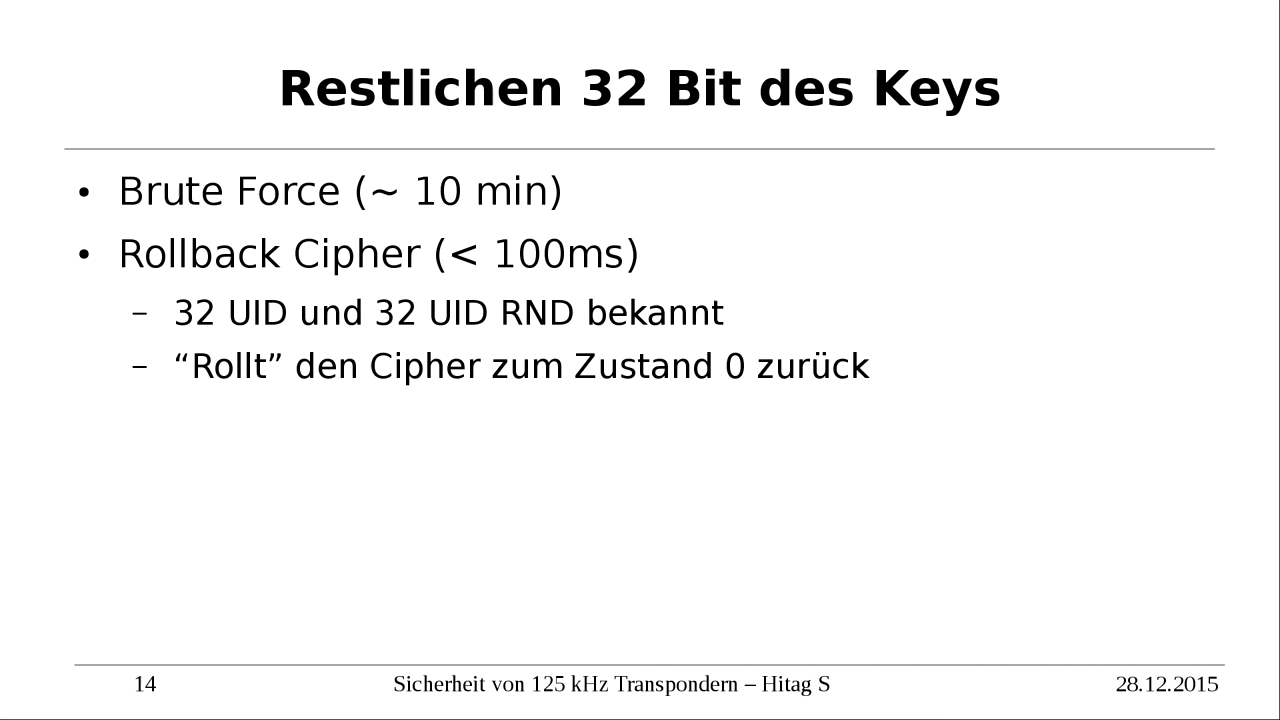 Restlichen 32 Bit des Keys
• Brute Force (~ 10 min)
• Rollback Cipher (< 100ms)
– 32 UID und 32 UID RND bekannt
– “Rollt” den Cipher zum Zustand 0 zurück
14 Sicherheit von 125 kHz Transpondern – Hitag S 28.12.2015